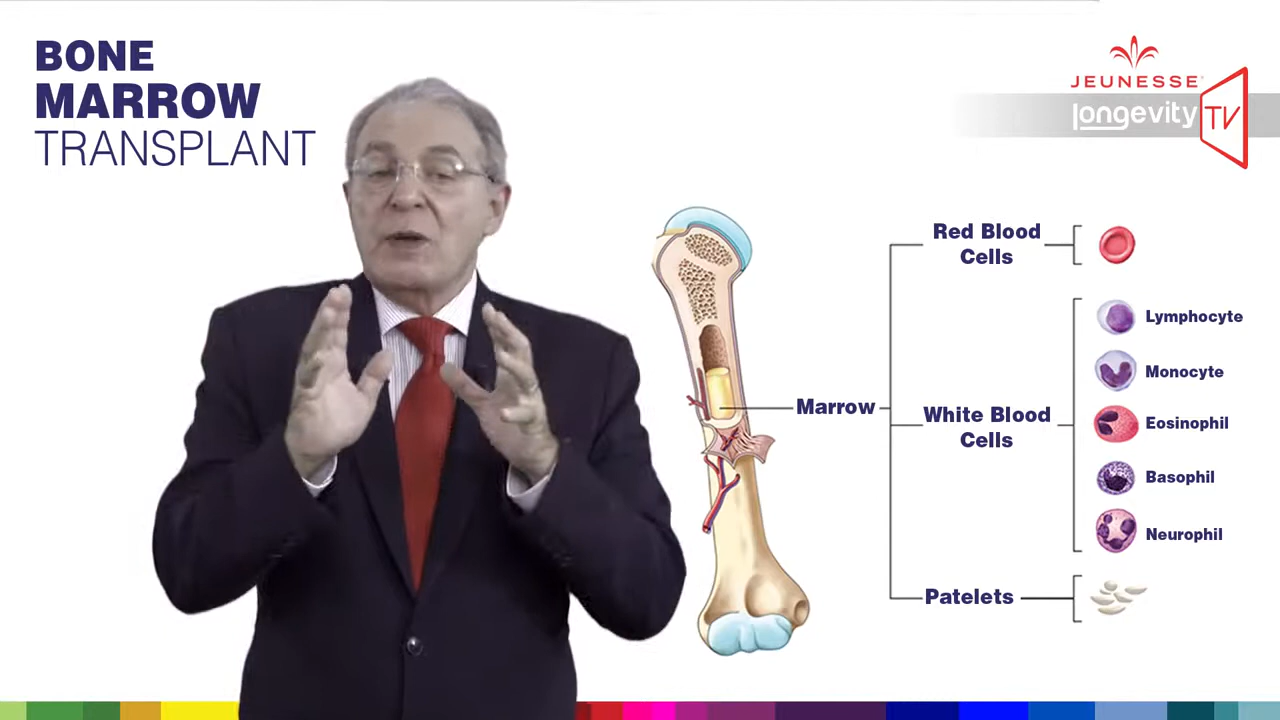 BONE
MARROW
TRANSPLANT
JEUNESSE
longevity TV
Red Blood
Cells
Lymphocyte
Monocyte
Marrow
White Blood
Cells
Eosinophil
Basophil
Neurophil
Patelets